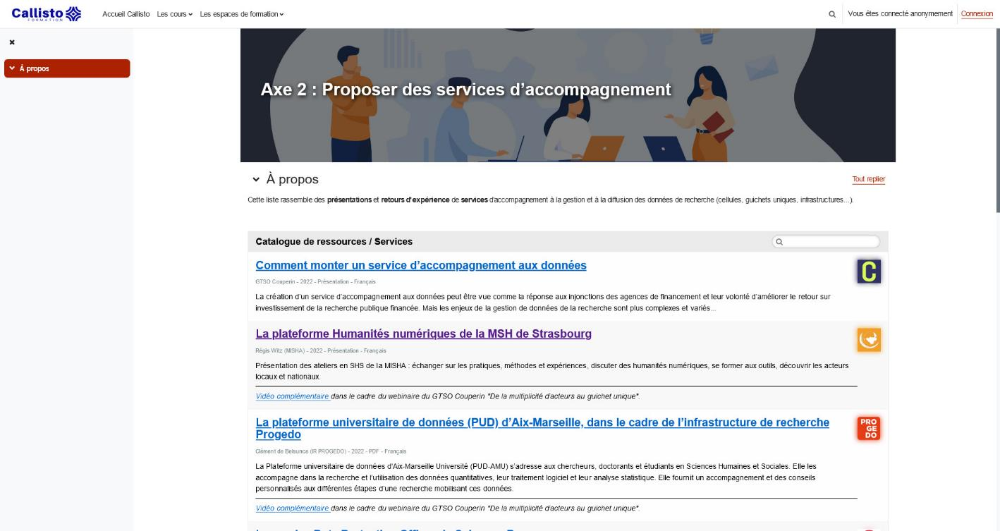 Callisto
FORMATION
Accueil Callisto
Les cours
Les espaces de formation
Vous êtes connecté anonymement
Connexion
À propos
Axe 2 : Proposer des services d'accompagnement
À propos
Tout replier
Cette liste rassemble des présentations et retours d'expérience de services d'accompagnement à la gestion et à la diffusion des données de recherche (cellules, guichets uniques, infrastructures...).
Catalogue de ressources / Services
Comment monter un service d'accompagnement aux données
GTSO Couperin - 2022 - Présentation - Français
La création d'un service d'accompagnement aux données peut être vue comme la réponse aux injonctions des agences de financement et leur volonté d'améliorer le retour sur
investissement de la recherche publique financée. Mais les enjeux de la gestion de données de la recherche sont plus complexes et variés...
La plateforme Humanités numériques de la MSH de Strasbourg
Régis Witz (MISHA) - 2022 - Présentation - Français
Présentation des ateliers en SHS de la MISHA : échanger sur les pratiques, méthodes et expériences, discuter des humanités numériques, se former aux outils, découvrir les acteurs
locaux et nationaux.
Vidéo complémentaire dans le cadre du webinaire du GTSO Couperin "De la multiplicité d'acteurs au guichet unique".
La plateforme universitaire de données (PUD) d'Aix-Marseille, dans le cadre de l'infrastructure de recherche
Progedo
PRO
GE
DO
Clément de Belsunce (IR PROGEDO) - 2022 - PDF - Français
La Plateforme universitaire de données d'Aix-Marseille Université (PUD-AMU) s'adresse aux chercheurs, doctorants et étudiants en Sciences Humaines et Sociales. Elle les
accompagne dans la recherche et l'utilisation des données quantitatives, leur traitement logiciel et leur analyse statistique. Elle fournit un accompagnement et des conseils
personnalisés aux différentes étapes d'une recherche mobilisant ces données.
Vidéo complémentaire dans le cadre du webinaire du GTSO Couperin "De la multiplicité d'acteurs au guichet unique".